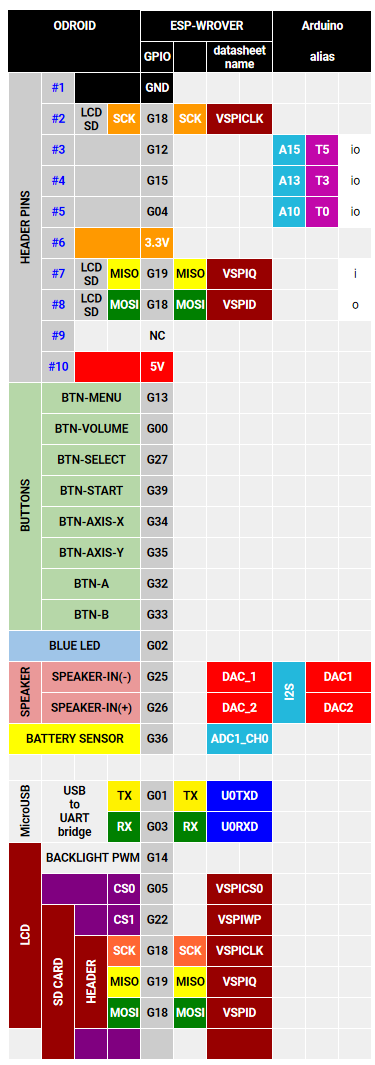 ODROID ESP-WROVER Arduino
GPIO datasheet name alias
HEADER PINS
#1 GND
#2 LCD SD SCK G18 SCK VSPICLK
#3 G12 A15 T5 io
#4 G15 A13 T3 io
#5 G04 A10 T0 io
#6 3.3V
#7 LCD SD MISO G19 MISO VSPIQ i
#8 LCD SD MOSI G18 MOSI VSPID o
#9 NC
#10 5V
BUTTONS
BTN-MENU G13
BTN-VOLUME G00
BTN-SELECT G27
BTN-START G39
BTN-AXIS-X G34
BTN-AXIS-Y G35
BTN-A G32
BTN-B G33
BLUE LED G02
SPEAKER
SPEAKER-IN(-) G25 DAC_1 I2S DAC1
SPEAKER-IN(+) G26 DAC_2 DAC2
BATTERY SENSOR G36 ADC1_CH0
MicroUSB
USB to UART bridge
TX G01 TX U0TXD
RX G03 RX U0RXD
LCD
BACKLIGHT PWM G14
CS0 G05 VSPICS0
SD CARD
CS1 G22 VSPIWP
HEADER
SCK G18 SCK VSPICLK
MISO G19 MISO VSPIQ
MOSI G18 MOSI VSPID